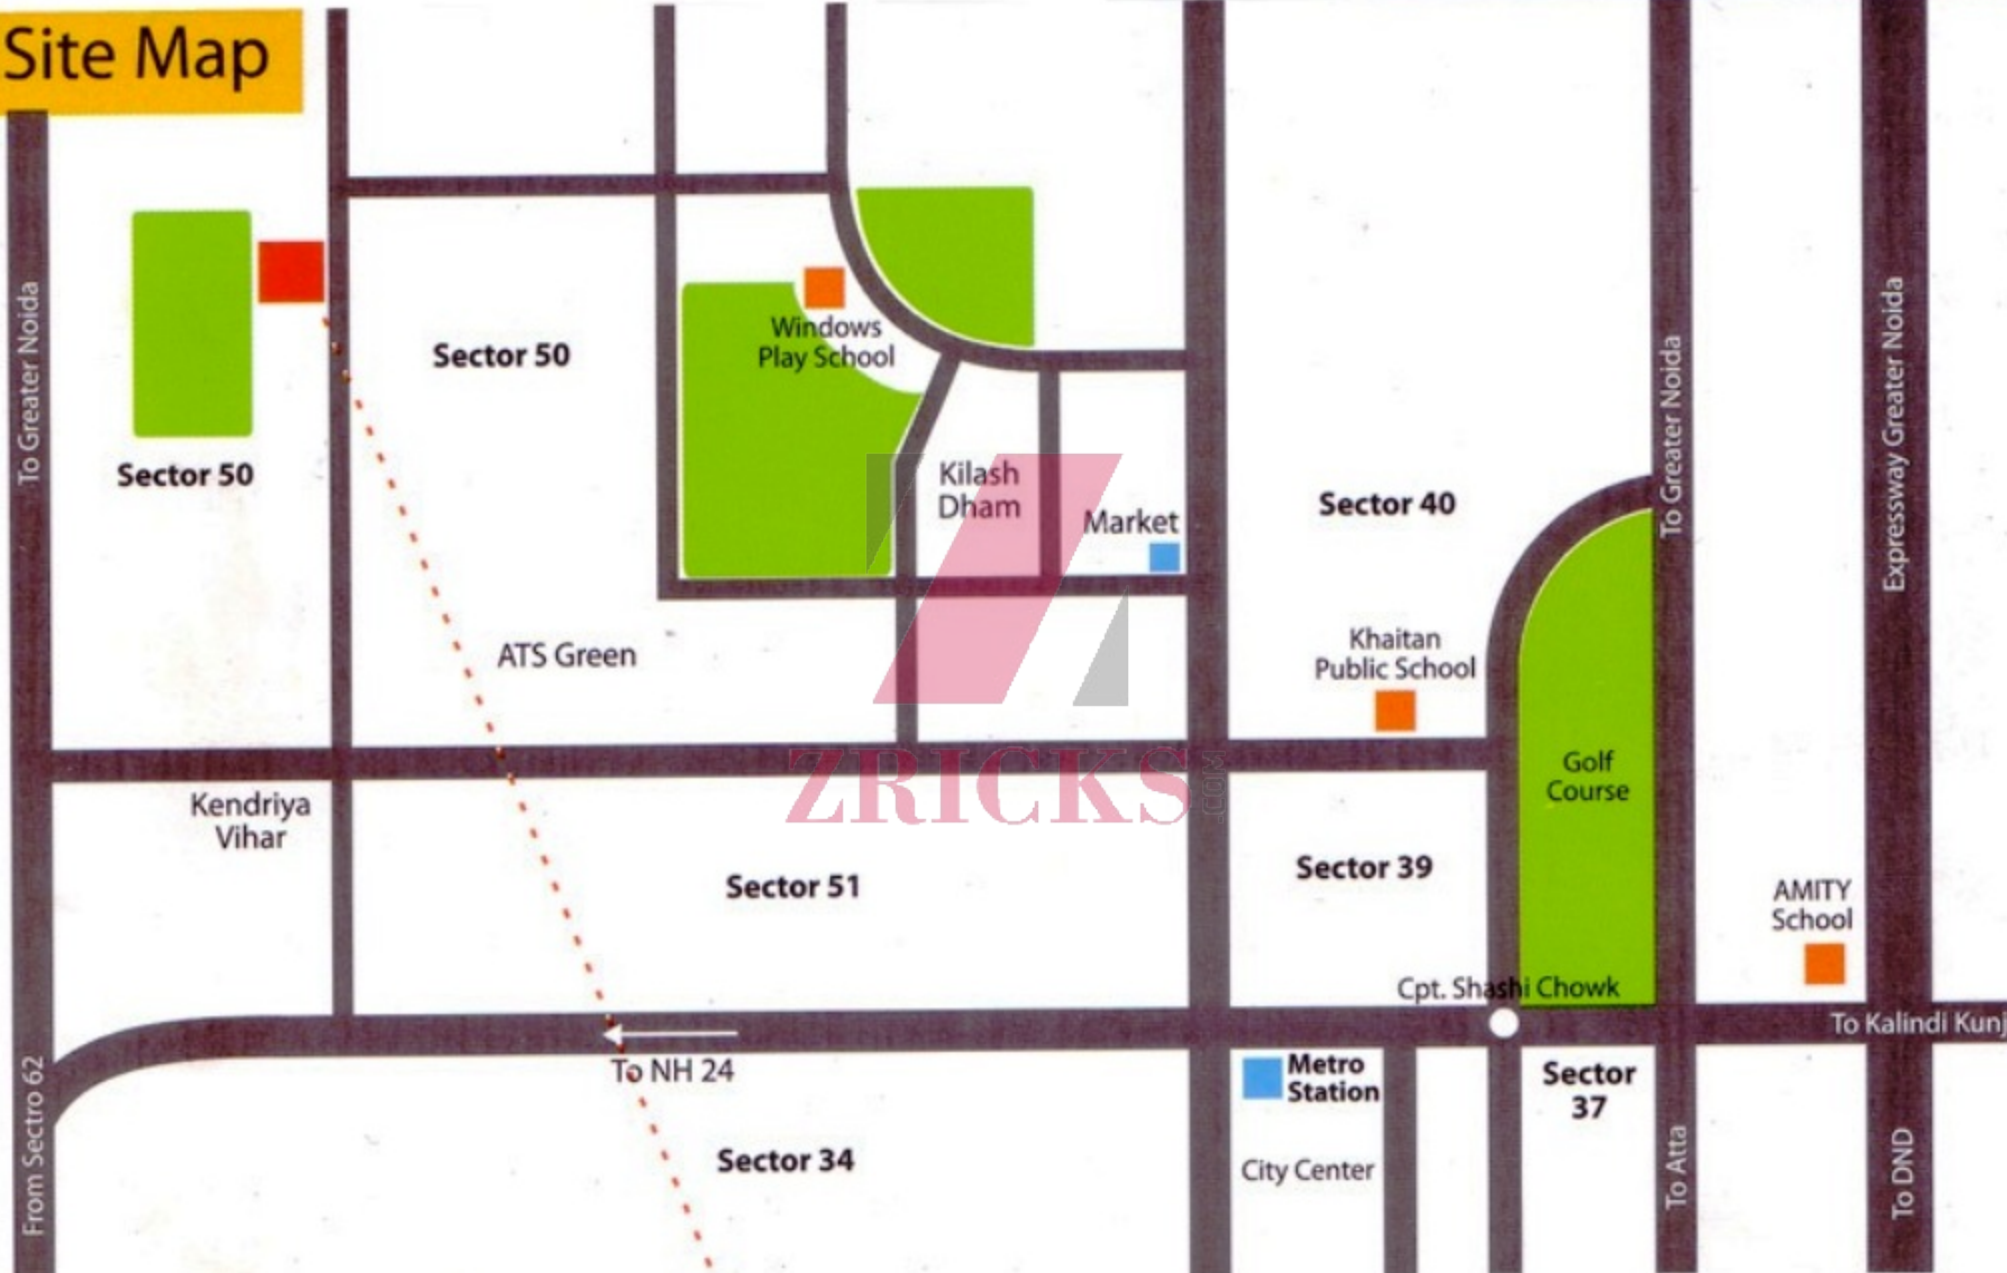 Site Map
To Greater Noida
Sector 50
Sector 50
Windows
Play School
Kilash
Dham
Market
Sector 40
To Greater Noida
Expressway Greater Noida
ATS Green
Khaitan
Public School
ZRICKS
.com
Golf
Course
Kendriya
Vihar
Sector 51
Sector 39
AMITY
School
Cpt. Shashi Chowk
To Kalindi Kunj
To NH 24
Metro
Station
Sector
37
From Sectro 62
Sector 34
City Center
To Atta
To DND